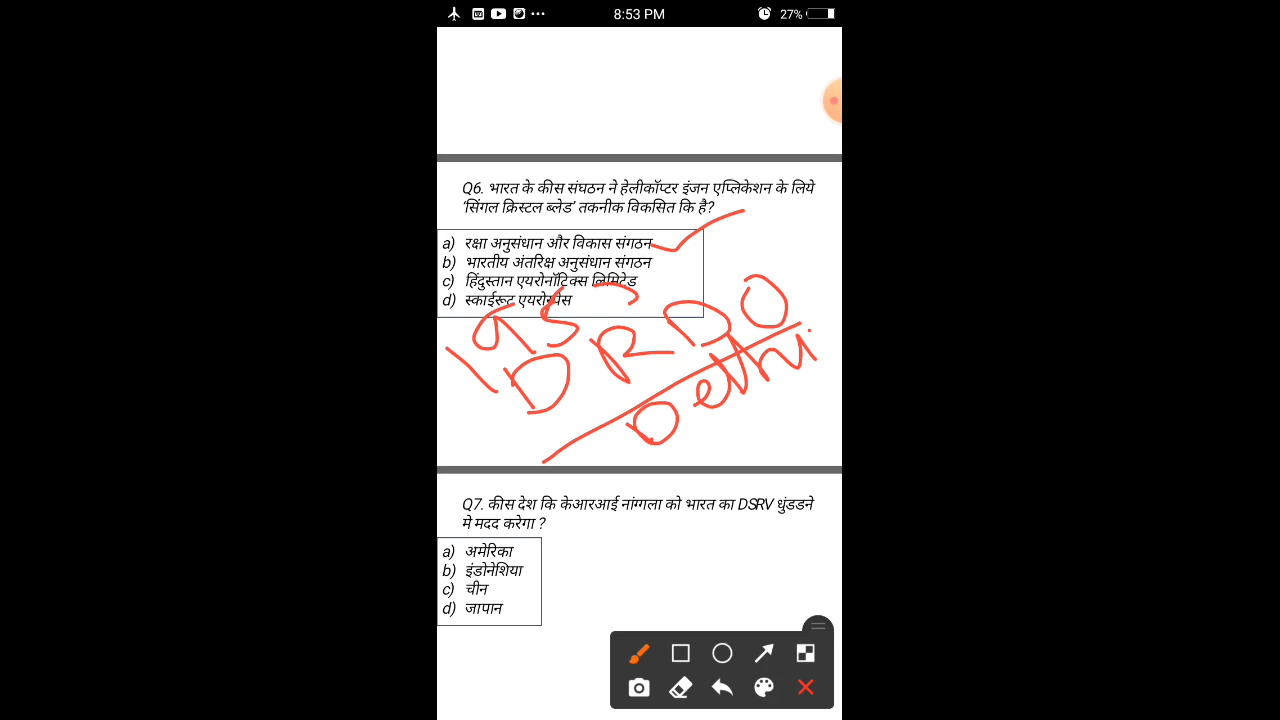 8:53 PM
27%
Q6. भारत के कीस संघठन ने हेलीकॉप्टर इंजन एप्लिकेशन के लिये
'सिंगल क्रिस्टल ब्लेड' तकनीक विकसित कि है?
a) रक्षा अनुसंधान और विकास संगठन
b) भारतीय अंतरिक्ष अनुसंधान संगठन
c) हिंदुस्तान एयरोनॉटिक्स लिमिटेड
d) स्काईरूट एयरोस्पेस
195
DRDO
Delhi
Q7. कीस देश कि केआरआई नांग्गला को भारत का DSRV धुंडडने
मे मदद करेगा ?
a) अमेरिका
b) इंडोनेशिया
c) चीन
d) जापान